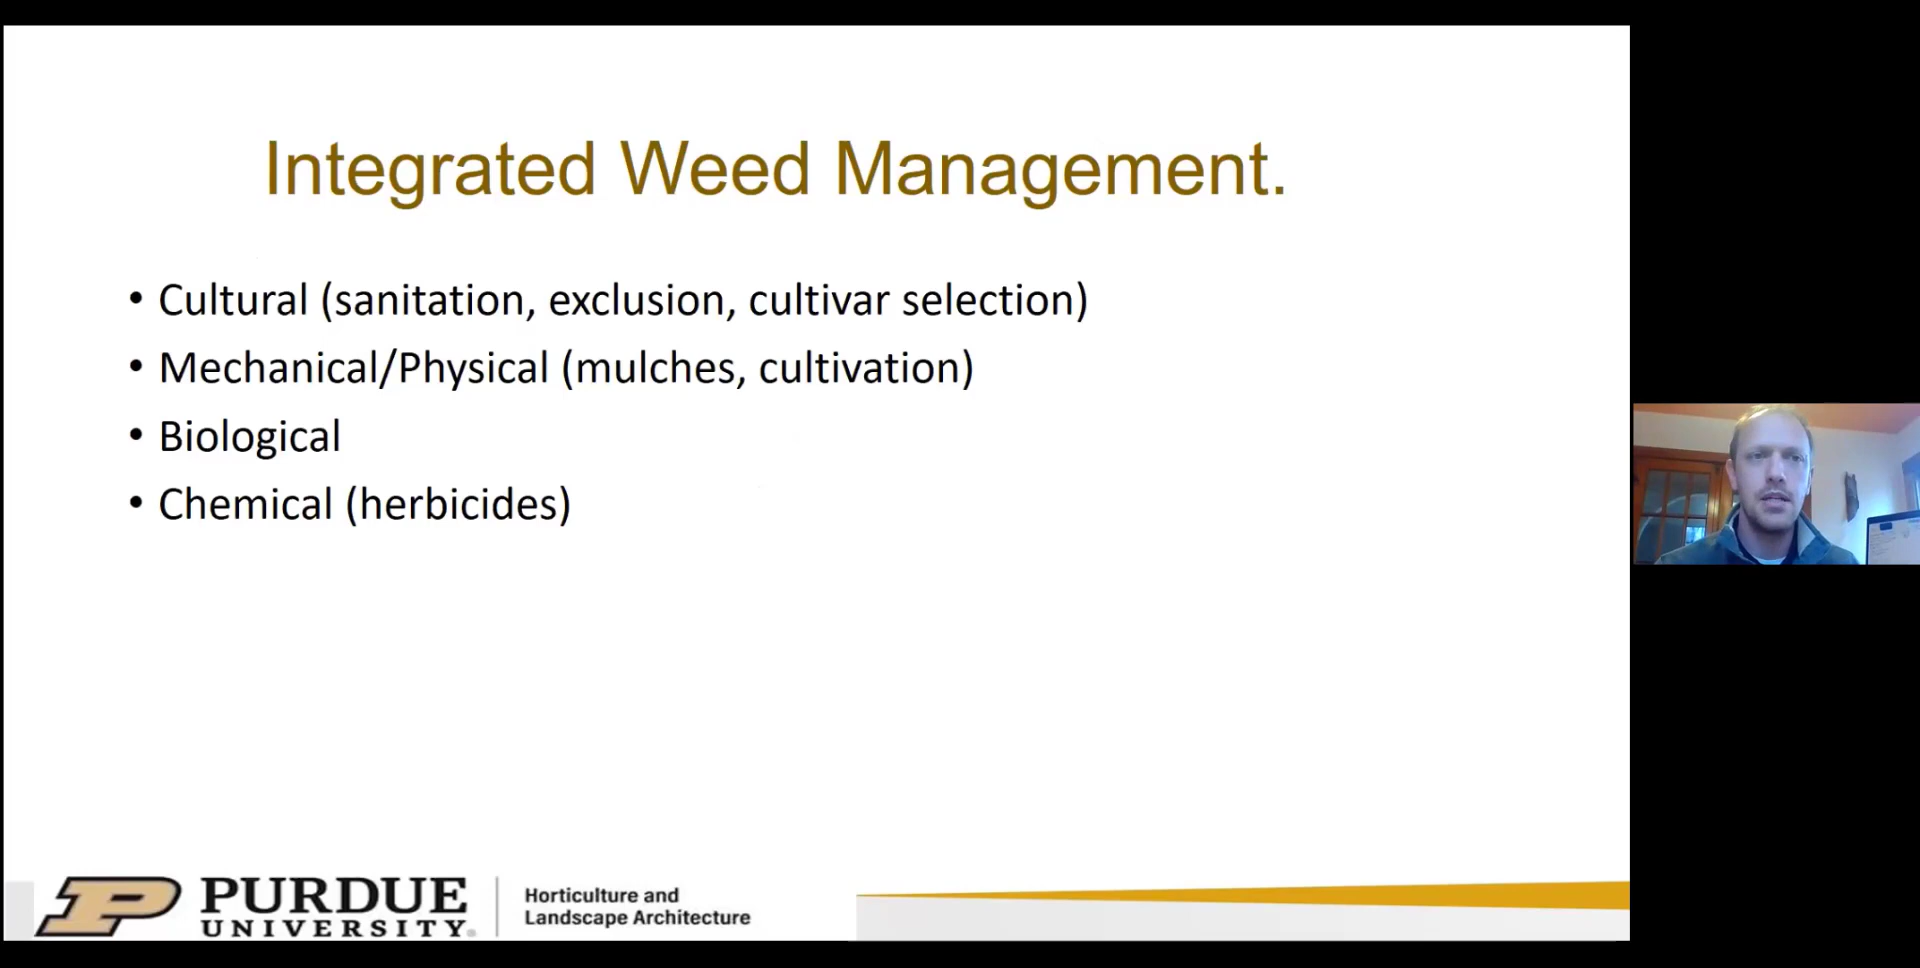 Integrated Weed Management.
• Cultural (sanitation, exclusion, cultivar selection)
• Mechanical/Physical (mulches, cultivation)
• Biological
• Chemical (herbicides)
P PURDUE
UNIVERSITY®
Horticulture and
Landscape Architecture